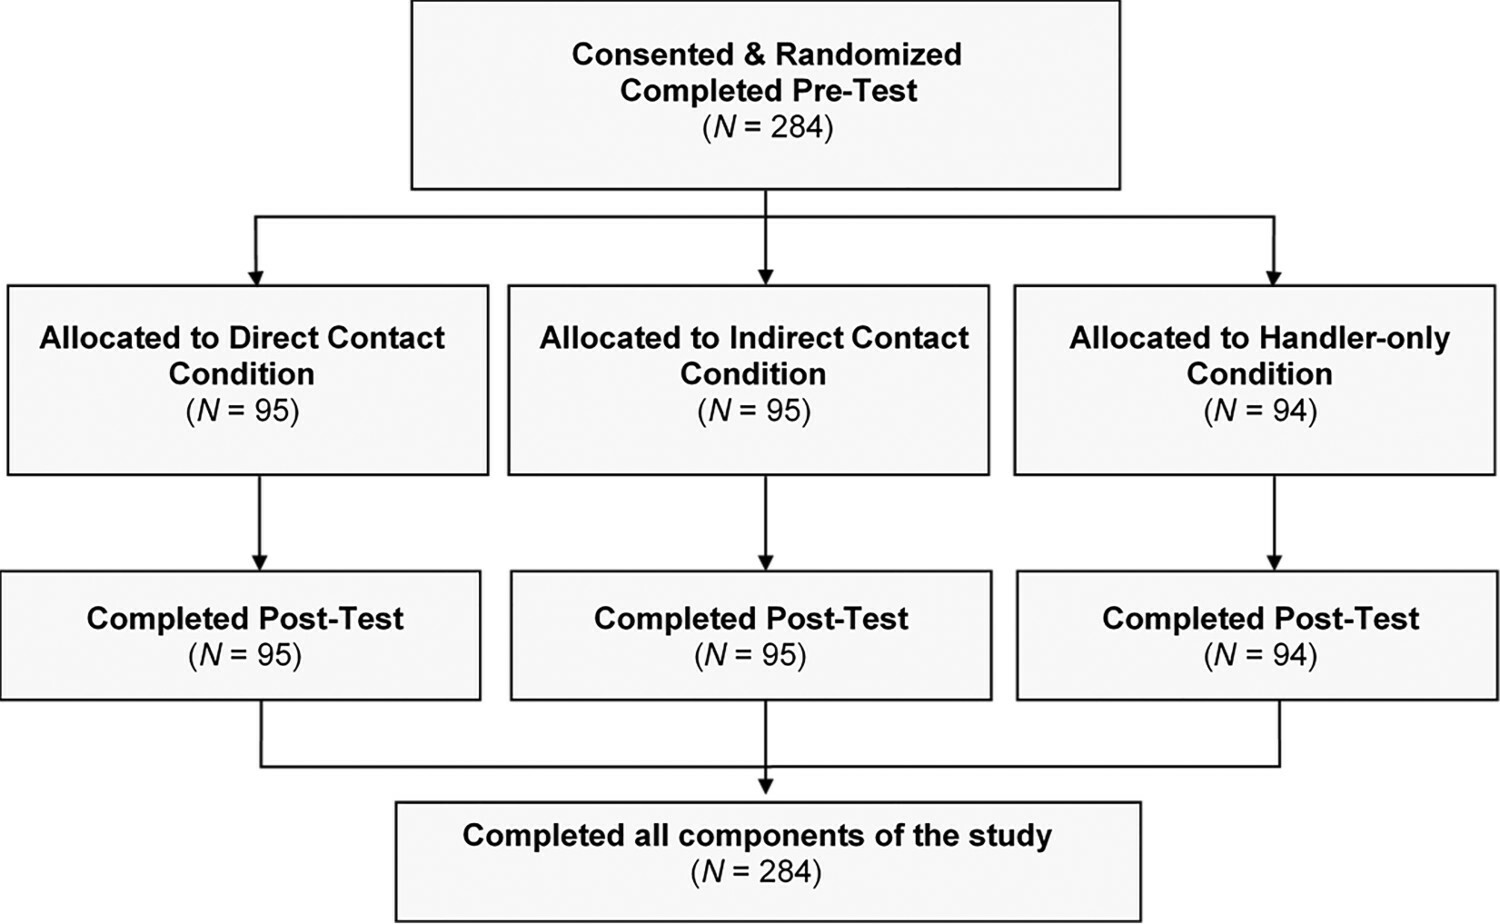 Consented & Randomized
Completed Pre-Test
(N = 284)
Allocated to Direct Contact
Condition
(N = 95)
Allocated to Indirect Contact
Condition
(N = 95)
Allocated to Handler-only
Condition
(N = 94)
Completed Post-Test
(N = 95)
Completed Post-Test
(N = 95)
Completed Post-Test
(N = 94)
Completed all components of the study
(N = 284)